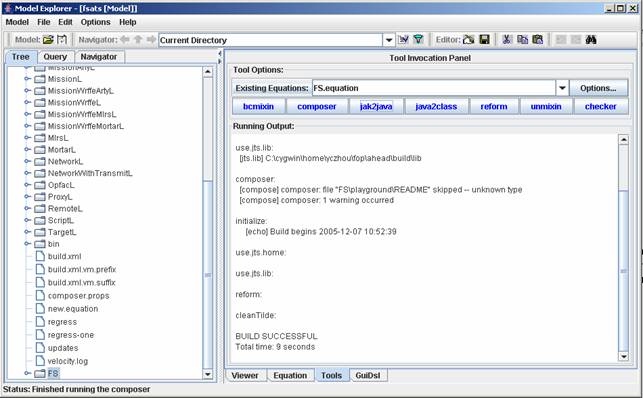 Model Explorer - [fsats [Model]]
Model File Edit Options Help
Model: Navigator: Current Directory Editor:
Tree Query Navigator
MissionArtyL
MissionL
MissionWrffeArtyL
MissionWrffeL
MissionWrffeMlrsL
MissionWrffeMortarL
MlrsL
MortarL
NetworkL
NetworkWithTransmitL
OpfacL
ProxyL
RemoteL
ScriptL
TargetL
bin
build.xml
build.xml.vm.prefix
build.xml.vm.suffix
composer.props
new.equation
regress
regress-one
updates
velocity.log
FS
Tool Invocation Panel
Tool Options:
Existing Equations: FS.equation Options...
bcmixin composer jak2java java2class reform unmixin checker
Running Output:
use.jts.lib:
[jts.lib] C:\cygwin\home\yczhou\fop\ahead\build\lib
composer:
[compose] composer: file "FS\playground\README" skipped -- unknown type
[compose] composer: 1 warning occurred
initialize:
[echo] Build begins 2005-12-07 10:52:39
use.jts.home:
use.jts.lib:
reform:
cleanTilde:
BUILD SUCCESSFUL
Total time: 9 seconds
Viewer Equation Tools GuiDsl
Status: Finished running the composer